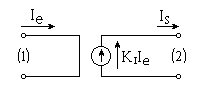 Ie Is
(1) KIIe (2)